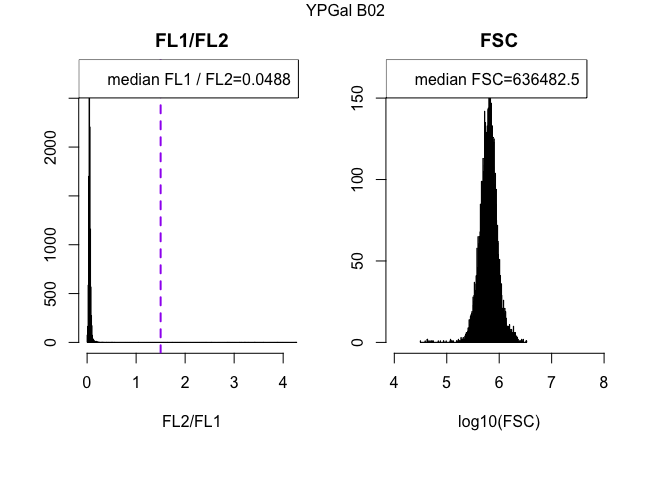 YPGal B02
FL1/FL2
median FL1 / FL2=0.0488
0
500
1000
2000
0 1 2 3 4
FL2/FL1
FSC
median FSC=636482.5
0
50
100
150
4 5 6 7 8
log10(FSC)